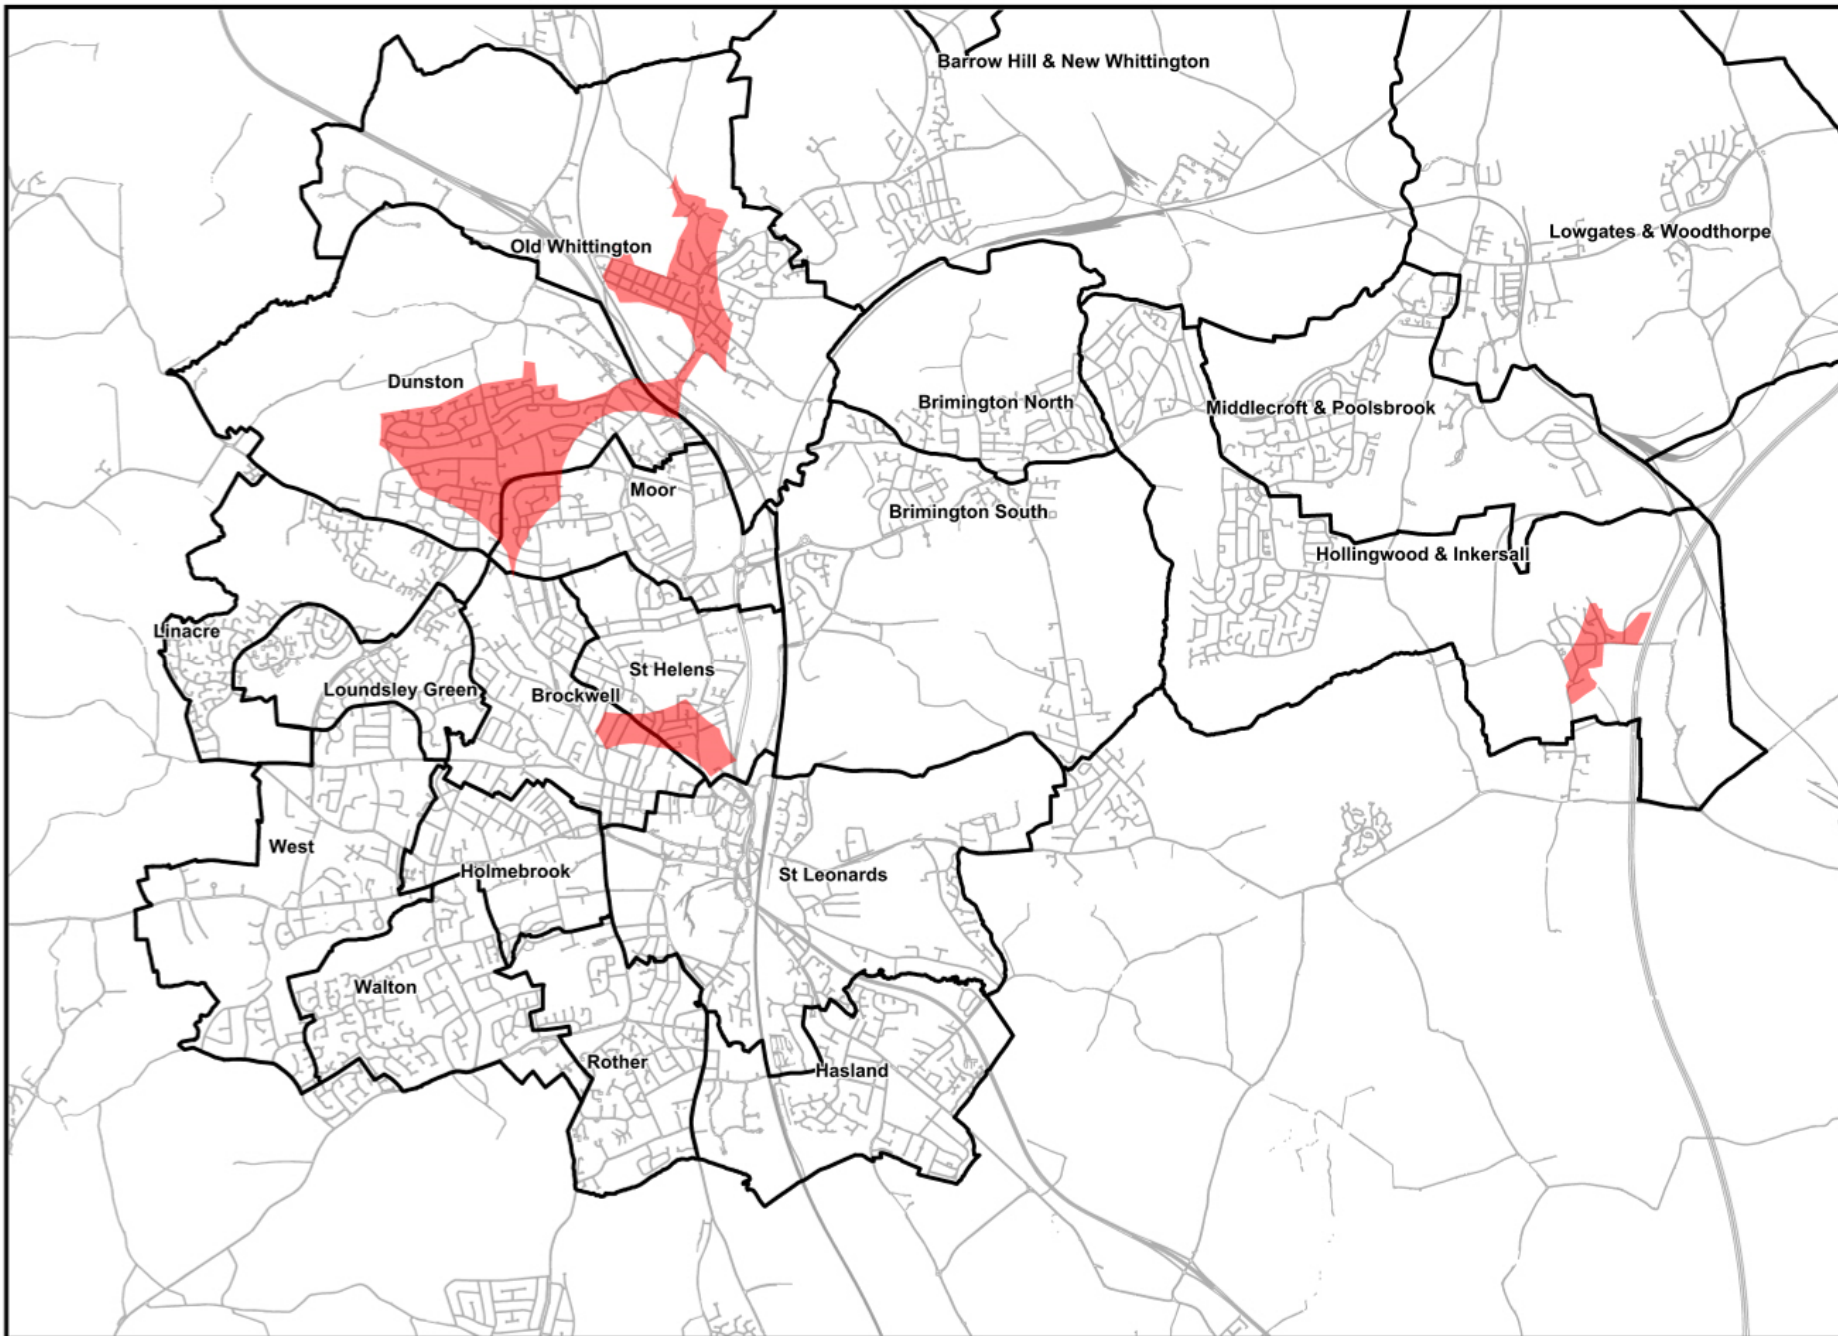 Barrow Hill & New Whittington
Lowgates & Woodthorpe
Old Whittington
Dunston
Brimington North
Middlecroft & Poolsbrook
Moor
Brimington South
Hollingwood & Inkersall
Linacre
St Helens
Loundsley Green
Brockwell
West
Holmebrook
St Leonards
Walton
Rother
Hasland